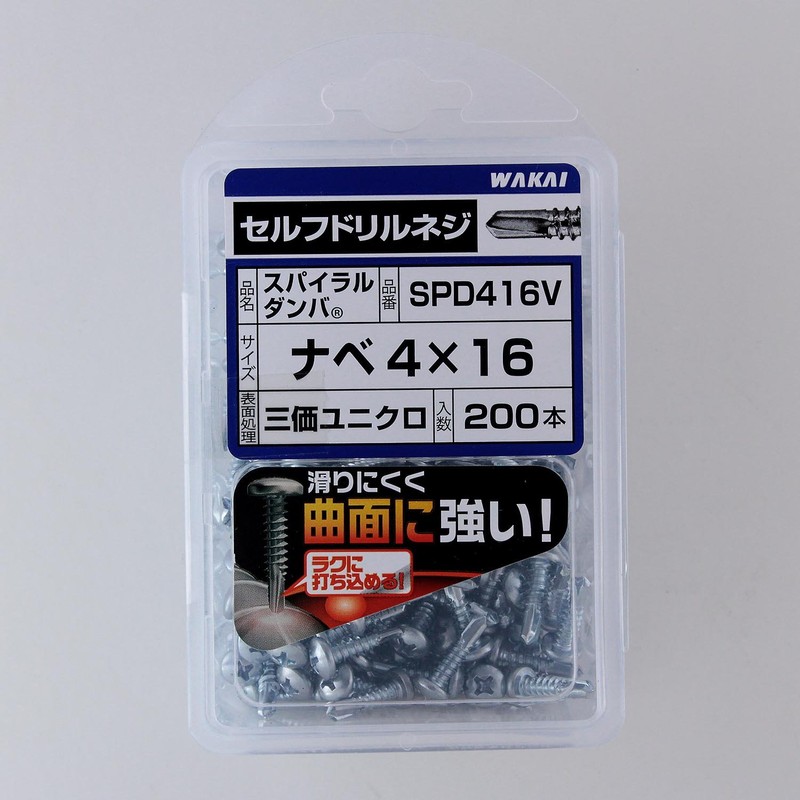 WAKAI
セルフドリルネジ
品名 スパイラルダンバ® 品番 SPD416V
サイズ ナベ 4×16
表面処理 三価ユニクロ 入数 200本
滑りにくく
曲面に強い!
ラクに
打ち込める!